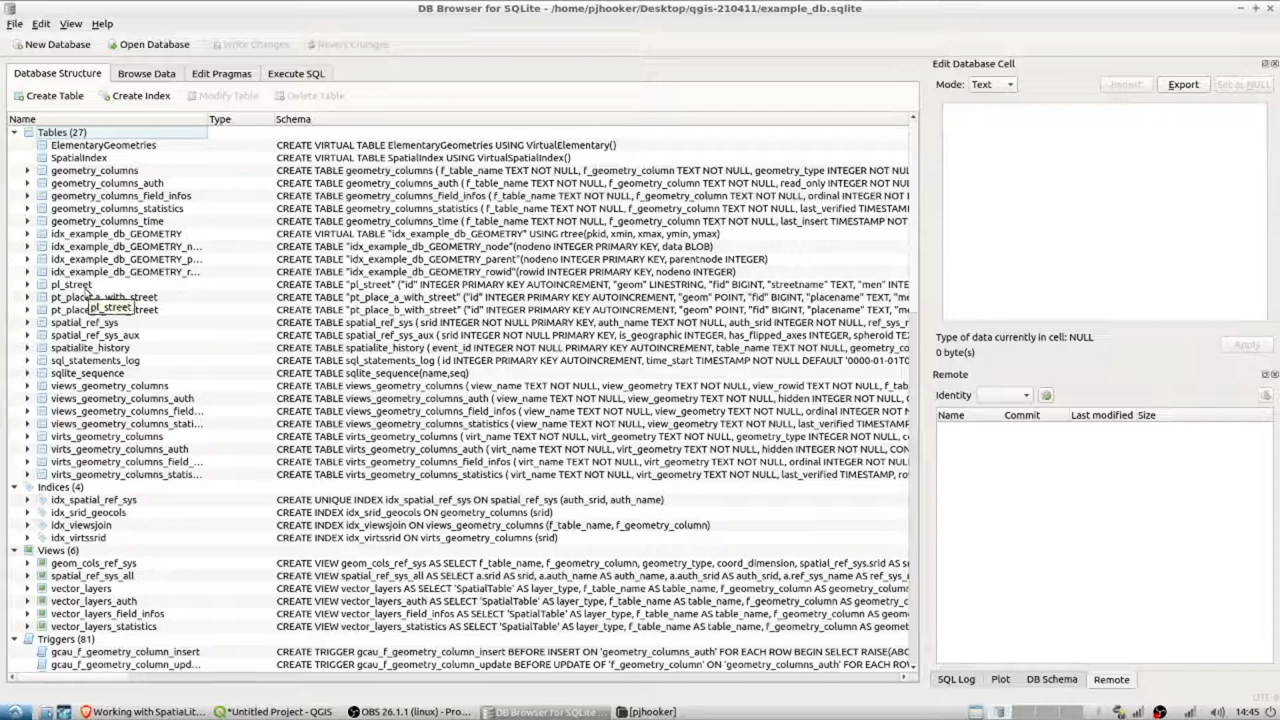 DB Browser for SQLite - /home/pjhooker/Desktop/qgis-210411/example_db.sqlite
File Edit View Help
New Database Open Database Write Changes Revert Changes
Database Structure Browse Data Edit Pragmas Execute SQL
Create Table Create Index Modify Table Delete Table
Name Type Schema
Tables (27)
ElementaryGeometries CREATE VIRTUAL TABLE ElementaryGeometries USING VirtualElementary()
SpatialIndex CREATE VIRTUAL TABLE SpatialIndex USING VirtualSpatialIndex()
geometry_columns CREATE TABLE geometry_columns ( f_table_name TEXT NOT NULL, f_geometry_column TEXT NOT NULL, geometry_type INTEGER NOT NUL
geometry_columns_auth CREATE TABLE geometry_columns_auth ( f_table_name TEXT NOT NULL, f_geometry_column TEXT NOT NULL, read_only INTEGER NOT N
geometry_columns_field_infos CREATE TABLE geometry_columns_field_infos ( f_table_name TEXT NOT NULL, f_geometry_column TEXT NOT NULL, ordinal INTEGER NOT
geometry_columns_statistics CREATE TABLE geometry_columns_statistics ( f_table_name TEXT NOT NULL, f_geometry_column TEXT NOT NULL, last_verified TIMESTAMP
geometry_columns_time CREATE TABLE geometry_columns_time ( f_table_name TEXT NOT NULL, f_geometry_column TEXT NOT NULL, last_insert TIMESTAMP NOT
idx_example_db_GEOMETRY CREATE VIRTUAL TABLE "idx_example_db_GEOMETRY" USING rtree(pkid, xmin, xmax, ymin, ymax)
idx_example_db_GEOMETRY_n... CREATE TABLE "idx_example_db_GEOMETRY_node"(nodeno INTEGER PRIMARY KEY, data BLOB)
idx_example_db_GEOMETRY_p... CREATE TABLE "idx_example_db_GEOMETRY_parent"(nodeno INTEGER PRIMARY KEY, parentnode INTEGER)
idx_example_db_GEOMETRY_r... CREATE TABLE "idx_example_db_GEOMETRY_rowid"(rowid INTEGER PRIMARY KEY, nodeno INTEGER)
pl_street CREATE TABLE "pl_street" ("id" INTEGER PRIMARY KEY AUTOINCREMENT, "geom" LINESTRING, "fid" BIGINT, "streetname" TEXT, "men" INTE
pt_place_a_with_street CREATE TABLE "pt_place_a_with_street" ("id" INTEGER PRIMARY KEY AUTOINCREMENT, "geom" POINT, "fid" BIGINT, "placename" TEXT, "me
pl_street
CREATE TABLE "pt_place_b_with_street" ("id" INTEGER PRIMARY KEY AUTOINCREMENT, "geom" POINT, "fid" BIGINT, "placename" TEXT, "me
spatial_ref_sys CREATE TABLE spatial_ref_sys ( srid INTEGER NOT NULL PRIMARY KEY, auth_name TEXT NOT NULL, auth_srid INTEGER NOT NULL, ref_sys_n
spatial_ref_sys_aux CREATE TABLE spatial_ref_sys_aux ( srid INTEGER NOT NULL PRIMARY KEY, is_geographic INTEGER, has_flipped_axes INTEGER, spheroid TE
spatialite_history CREATE TABLE spatialite_history ( event_id INTEGER NOT NULL PRIMARY KEY AUTOINCREMENT, table_name TEXT NOT NULL, geometry_co
sql_statements_log CREATE TABLE sql_statements_log ( id INTEGER PRIMARY KEY AUTOINCREMENT, time_start TIMESTAMP NOT NULL DEFAULT '0000-01-01T0
sqlite_sequence CREATE TABLE sqlite_sequence(name,seq)
views_geometry_columns CREATE TABLE views_geometry_columns ( view_name TEXT NOT NULL, view_geometry TEXT NOT NULL, view_rowid TEXT NOT NULL, f_tab
views_geometry_columns_auth CREATE TABLE views_geometry_columns_auth ( view_name TEXT NOT NULL, view_geometry TEXT NOT NULL, hidden INTEGER NOT NULL,
views_geometry_columns_field... CREATE TABLE views_geometry_columns_field_infos ( view_name TEXT NOT NULL, view_geometry TEXT NOT NULL, ordinal INTEGER NOT
views_geometry_columns_stati... CREATE TABLE views_geometry_columns_statistics ( view_name TEXT NOT NULL, view_geometry TEXT NOT NULL, last_verified TIMESTAMP,
virts_geometry_columns CREATE TABLE virts_geometry_columns ( virt_name TEXT NOT NULL, virt_geometry TEXT NOT NULL, geometry_type INTEGER NOT NULL, c
virts_geometry_columns_auth CREATE TABLE virts_geometry_columns_auth ( virt_name TEXT NOT NULL, virt_geometry TEXT NOT NULL, hidden INTEGER NOT NULL, CON
virts_geometry_columns_field_... CREATE TABLE virts_geometry_columns_field_infos ( virt_name TEXT NOT NULL, virt_geometry TEXT NOT NULL, ordinal INTEGER NOT NUL
virts_geometry_columns_statis... CREATE TABLE virts_geometry_columns_statistics ( virt_name TEXT NOT NULL, virt_geometry TEXT NOT NULL, last_verified TIMESTAMP, ro
Indices (4)
idx_spatial_ref_sys CREATE UNIQUE INDEX idx_spatial_ref_sys ON spatial_ref_sys (auth_srid, auth_name)
idx_srid_geocols CREATE INDEX idx_srid_geocols ON geometry_columns (srid)
idx_viewsjoin CREATE INDEX idx_viewsjoin ON views_geometry_columns (f_table_name, f_geometry_column)
idx_virtssrid CREATE INDEX idx_virtssrid ON virts_geometry_columns (srid)
Views (6)
geom_cols_ref_sys CREATE VIEW geom_cols_ref_sys AS SELECT f_table_name, f_geometry_column, geometry_type, coord_dimension, spatial_ref_sys.srid AS sr
spatial_ref_sys_all CREATE VIEW spatial_ref_sys_all AS SELECT a.srid AS srid, a.auth_name AS auth_name, a.auth_srid AS auth_srid, a.ref_sys_name AS ref_sys_n
vector_layers CREATE VIEW vector_layers AS SELECT 'SpatialTable' AS layer_type, f_table_name AS table_name, f_geometry_column AS geometry_colum
vector_layers_auth CREATE VIEW vector_layers_auth AS SELECT 'SpatialTable' AS layer_type, f_table_name AS table_name, f_geometry_column AS geometry_c
vector_layers_field_infos CREATE VIEW vector_layers_field_infos AS SELECT 'SpatialTable' AS layer_type, f_table_name AS table_name, f_geometry_column AS geom
vector_layers_statistics CREATE VIEW vector_layers_statistics AS SELECT 'SpatialTable' AS layer_type, f_table_name AS table_name, f_geometry_column AS geomet
Triggers (81)
gcau_f_geometry_column_insert CREATE TRIGGER gcau_f_geometry_column_insert BEFORE INSERT ON 'geometry_columns_auth' FOR EACH ROW BEGIN SELECT RAISE(ABO
gcau_f_geometry_column_upd... CREATE TRIGGER gcau_f_geometry_column_update BEFORE UPDATE OF 'f_geometry_column' ON 'geometry_columns_auth' FOR EACH ROW
Edit Database Cell
Mode: Text Import Export Set as NULL
Type of data currently in cell: NULL
0 byte(s)
Apply
Remote
Identity
Name Commit Last modified Size
SQL Log Plot DB Schema Remote
UTF-8
Working with SpatiaLit... *Untitled Project - QGIS OBS 26.1.1 (linux) - Pro... DB Browser for SQLite ... [pjhooker] 14:45